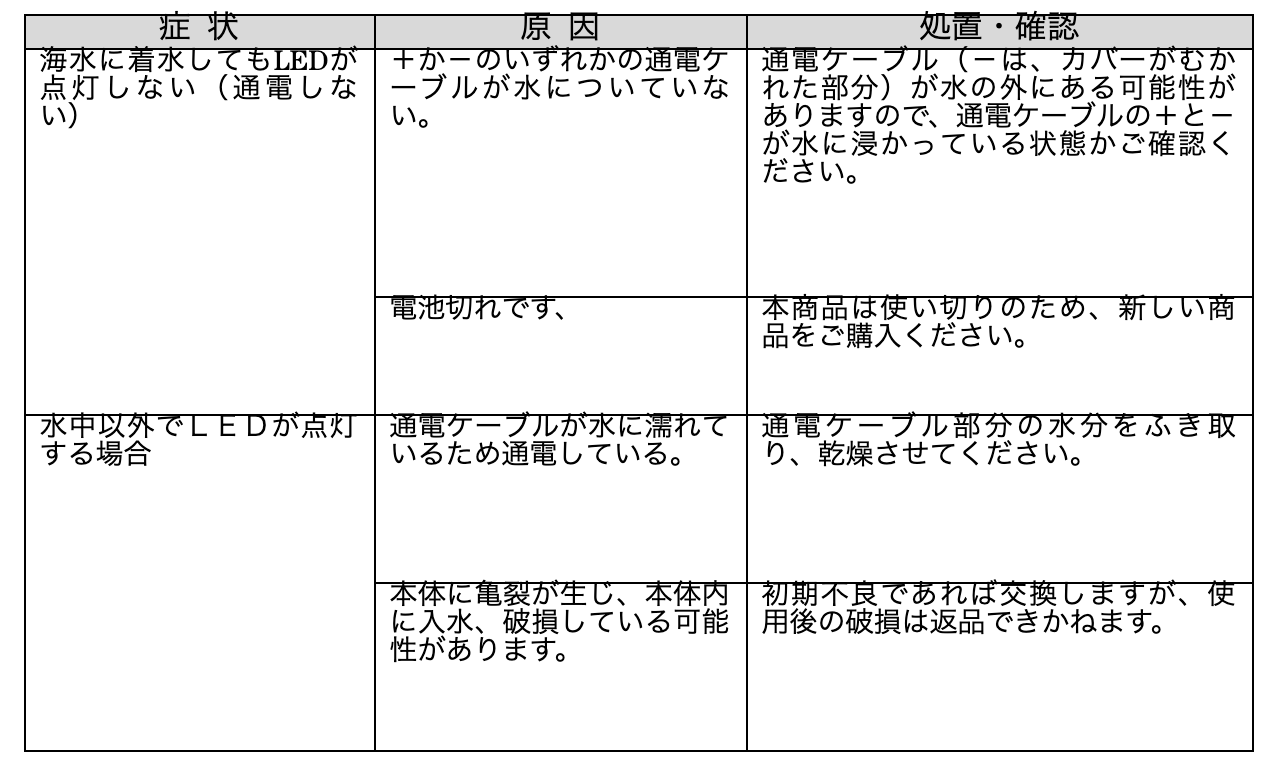 症 状
原 因
処置・確認
海水に着水してもLEDが
点灯しない（通電しな
い）
＋か－のいずれかの通電ケ
ーブルが水についていな
い。
通電ケーブル（－は、カバーがむか
れた部分）が水の外にある可能性が
ありますので、通電ケーブルの＋と－
が水に浸かっている状態かご確認く
ださい。
電池切れです、
本商品は使い切りのため、新しい商
品をご購入ください。
水中以外でＬＥＤが点灯
する場合
通電ケーブルが水に濡れて
いるため通電している。
通電ケーブル部分の水分をふき取
り、乾燥させてください。
本体に亀裂が生じ、本体内
に入水、破損している可能
性があります。
初期不良であれば交換しますが、使
用後の破損は返品できかねます。